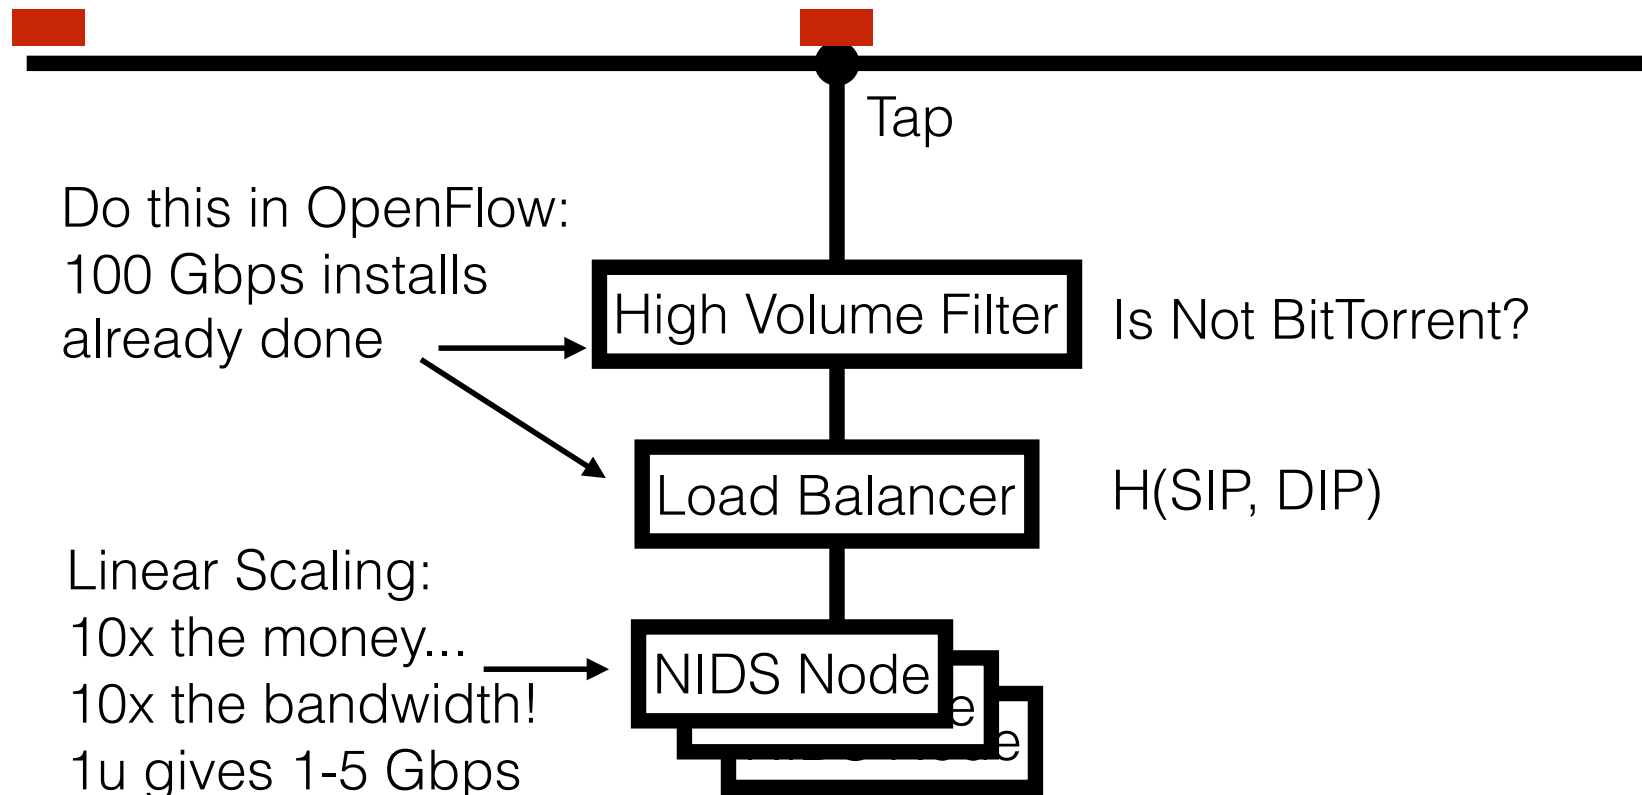 Tap
Do this in OpenFlow:
100 Gbps installs
already done
High Volume Filter
Is Not BitTorrent?
Load Balancer
H(SIP, DIP)
Linear Scaling:
10x the money...
10x the bandwidth!
1u gives 1-5 Gbps
NIDS Node